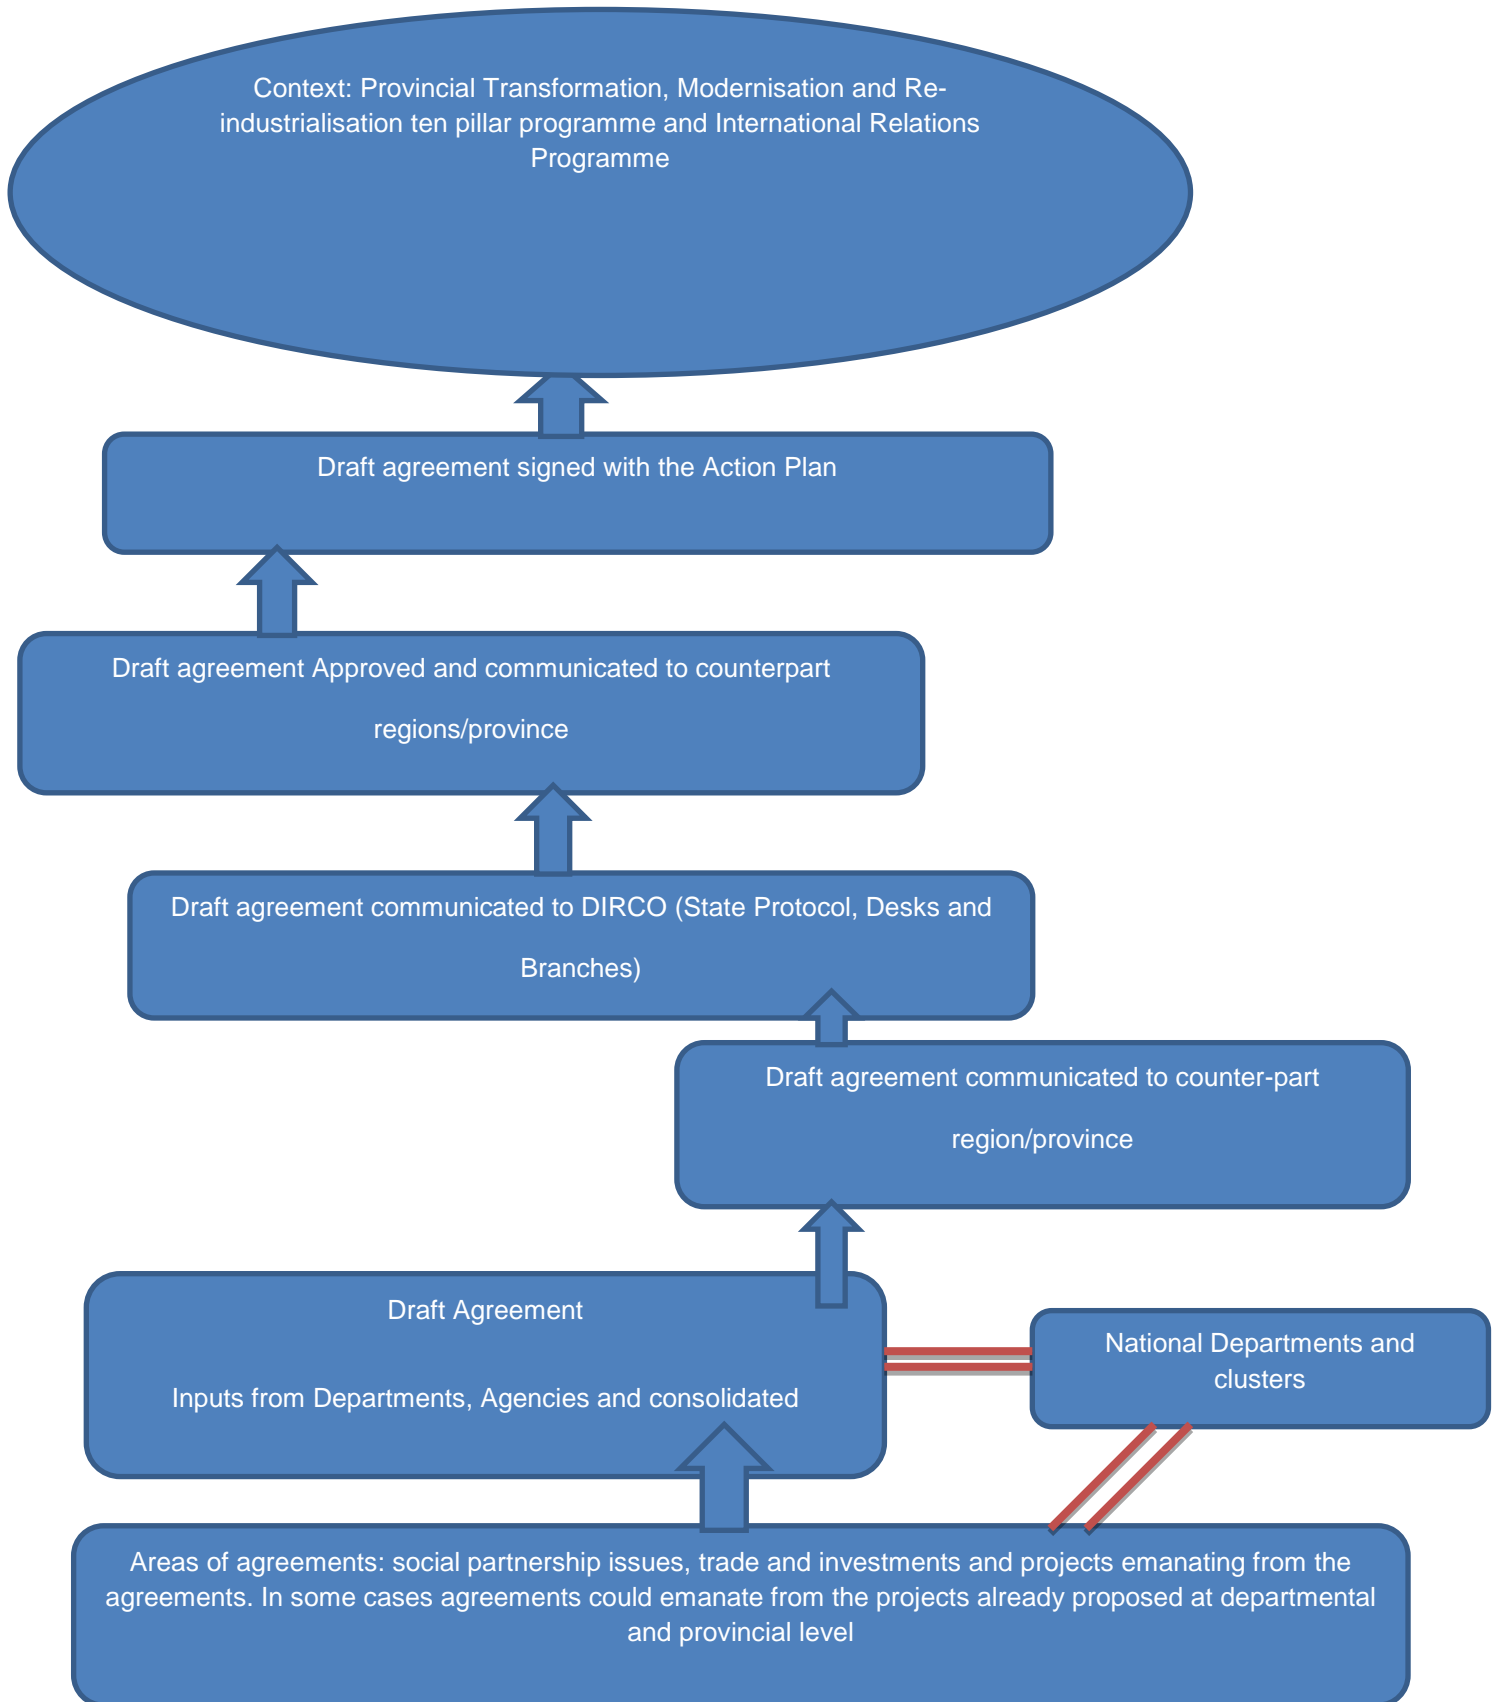 Context: Provincial Transformation, Modernisation and Re-
industrialisation ten pillar programme and International Relations
Programme
Draft agreement signed with the Action Plan
Draft agreement Approved and communicated to counterpart
regions/province
Draft agreement communicated to DIRCO (State Protocol, Desks and
Branches)
Draft agreement communicated to counter-part
region/province
Draft Agreement
Inputs from Departments, Agencies and consolidated
National Departments and
clusters
Areas of agreements: social partnership issues, trade and investments and projects emanating from the
agreements. In some cases agreements could emanate from the projects already proposed at departmental
and provincial level